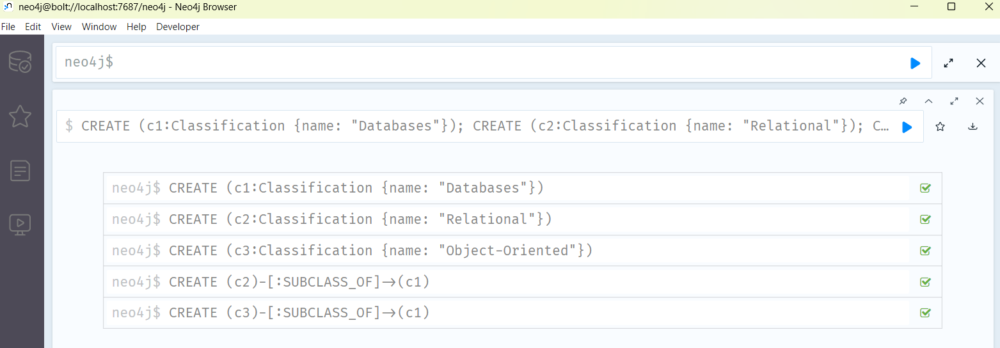 neo4j@bolt://localhost:7687/neo4j - Neo4j Browser
File Edit View Window Help Developer
neo4j$
$ CREATE (c1:Classification {name: "Databases"}); CREATE (c2:Classification {name: "Relational"}); C…
neo4j$ CREATE (c1:Classification {name: "Databases"})
neo4j$ CREATE (c2:Classification {name: "Relational"})
neo4j$ CREATE (c3:Classification {name: "Object-Oriented"})
neo4j$ CREATE (c2)-[:SUBCLASS_OF]->(c1)
neo4j$ CREATE (c3)-[:SUBCLASS_OF]->(c1)